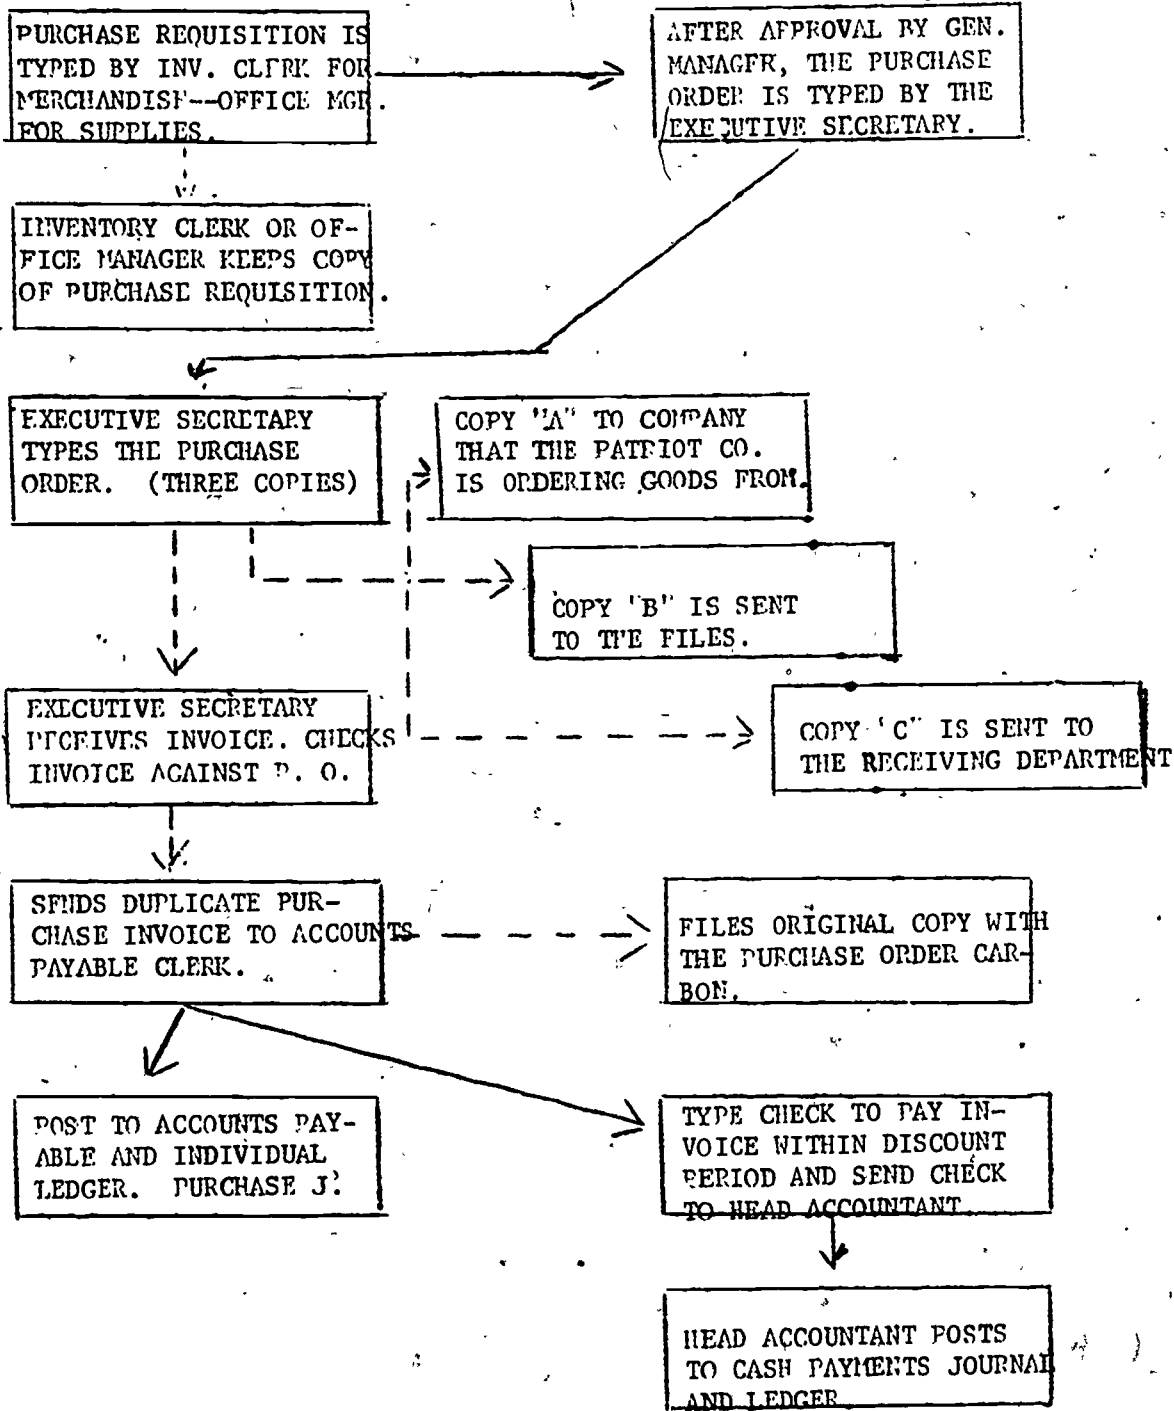 PURCHASE REQUISITION IS
TYPED BY INV. CLERK FOR
MERCHANDISE--OFFICE MGR.
FOR SUPPLIES.
AFTER APPROVAL BY GEN.
MANAGER, THE PURCHASE
ORDER IS TYPED BY THE
EXECUTIVE SECRETARY.
INVENTORY CLERK OR OF-
FICE MANAGER KEEPS COPY
OF PURCHASE REQUISITION.
EXECUTIVE SECRETARY
TYPES THE PURCHASE
ORDER. (THREE COPIES)
COPY "A" TO COMPANY
THAT THE PATRIOT CO.
IS ORDERING GOODS FROM.
COPY "B" IS SENT
TO THE FILES.
EXECUTIVE SECRETARY
RECEIVES INVOICE. CHECKS
INVOICE AGAINST P. O.
COPY "C" IS SENT TO
THE RECEIVING DEPARTMENT
SENDS DUPLICATE PUR-
CHASE INVOICE TO ACCOUNTS
PAYABLE CLERK.
FILES ORIGINAL COPY WITH
THE PURCHASE ORDER CAR-
BON.
POST TO ACCOUNTS PAY-
ABLE AND INDIVIDUAL
LEDGER. PURCHASE J.
TYPE CHECK TO PAY IN-
VOICE WITHIN DISCOUNT
PERIOD AND SEND CHECK
TO HEAD ACCOUNTANT
HEAD ACCOUNTANT POSTS
TO CASH PAYMENTS JOURNAL
AND LEDGER